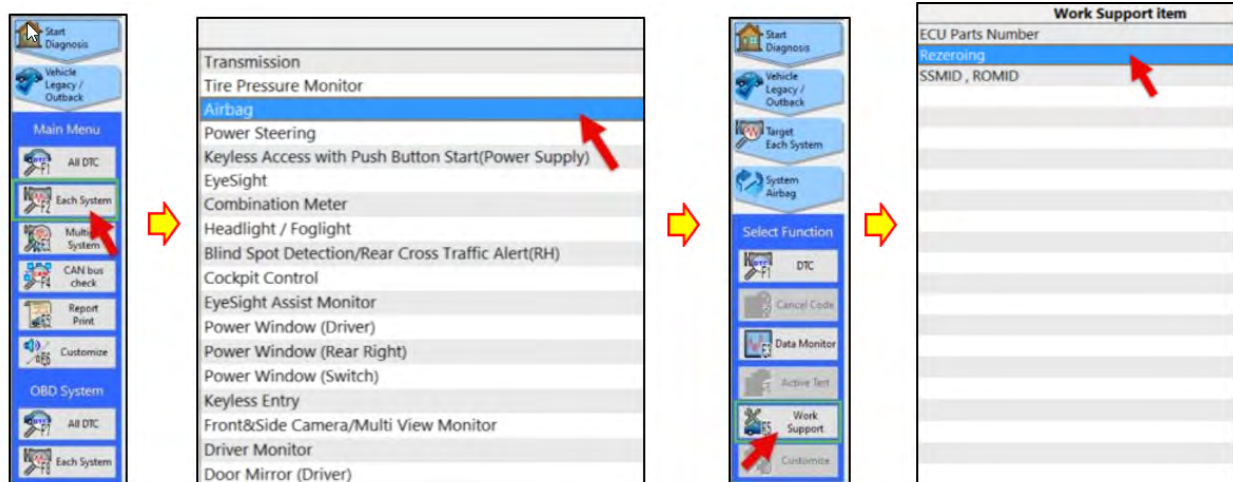 Start
Diagnosis
Vehicle
Legacy /
Outback
Main Menu
F1
All DTC
F2
Each System
System
F4
CAN bus
check
Report
Print
Customize
OBD System
All DTC
Each System
Transmission
Tire Pressure Monitor
Airbag
Power Steering
Keyless Access with Push Button Start(Power Supply)
EyeSight
Combination Meter
Headlight / Foglight
Blind Spot Detection/Rear Cross Traffic Alert(RH)
Cockpit Control
EyeSight Assist Monitor
Power Window (Driver)
Power Window (Rear Right)
Power Window (Switch)
Keyless Entry
Front&Side Camera/Multi View Monitor
Driver Monitor
Door Mirror (Driver)
Start
Diagnosis
Vehicle
Legacy /
Outback
Target
Each System
System
Airbag
Select Function
F1
DTC
Cancel Code
Data Monitor
Active Test
Work
Support
Customize
Work Support item
ECU Parts Number
Rezeroing
SSMID , ROMID